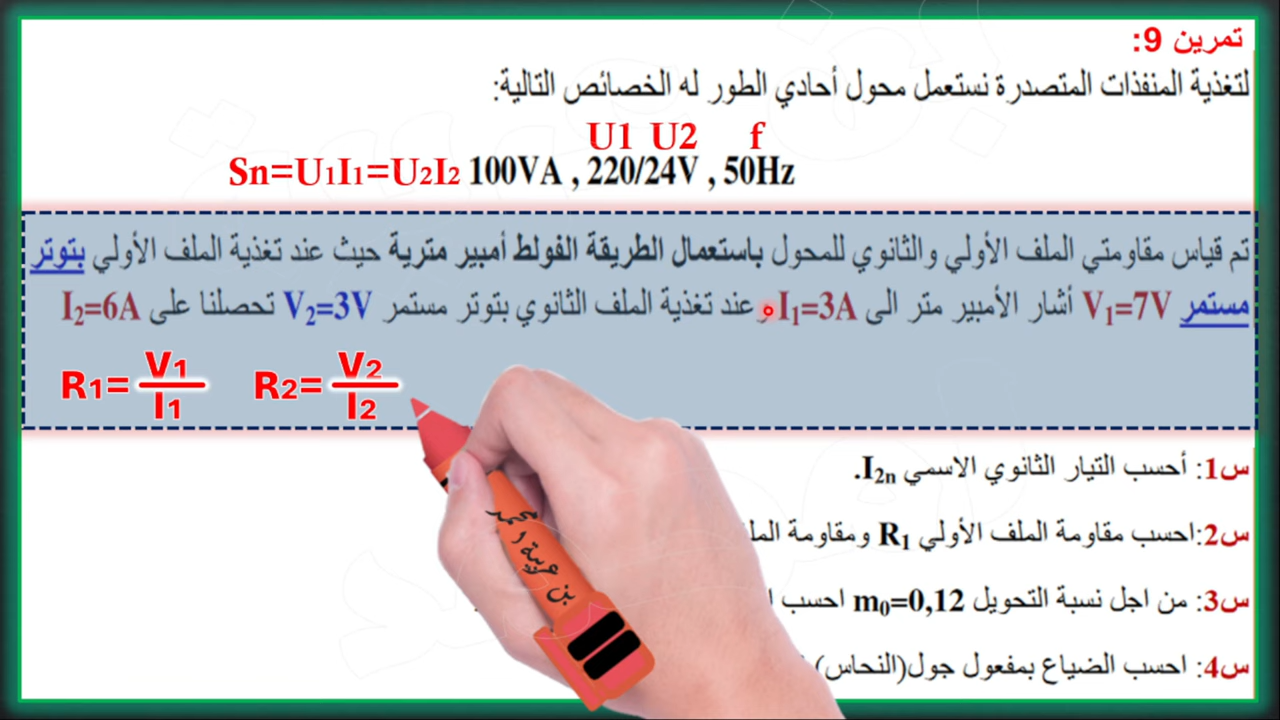 تمرين 9:
لتغذية المنفذات المتصدرة نستعمل محول أحادي الطور له الخصائص التالية:
U1 U2 f
Sn=U1I1=U2I2 100VA , 220/24V , 50Hz
تم قياس مقاومتي الملف الأولي والثانوي للمحول باستعمال الطريقة الفولط أمبير مترية حيث عند تغذية الملف الأولي بتوتر
مستمر V1=7V أشار الأمبير متر الى I1=3A عند تغذية الملف الثانوي بتوتر مستمر V2=3V تحصلنا على I2=6A
R1= V1/I1 R2= V2/I2
س1: أحسب التيار الثانوي الاسمي I2n.
س2:احسب مقاومة الملف الأولي R1 ومقاومة
س3: من اجل نسبة التحويل m0=0,12 احسب
س4: احسب الضياع بمفعول جول(النحاس)
بن عربية محمد